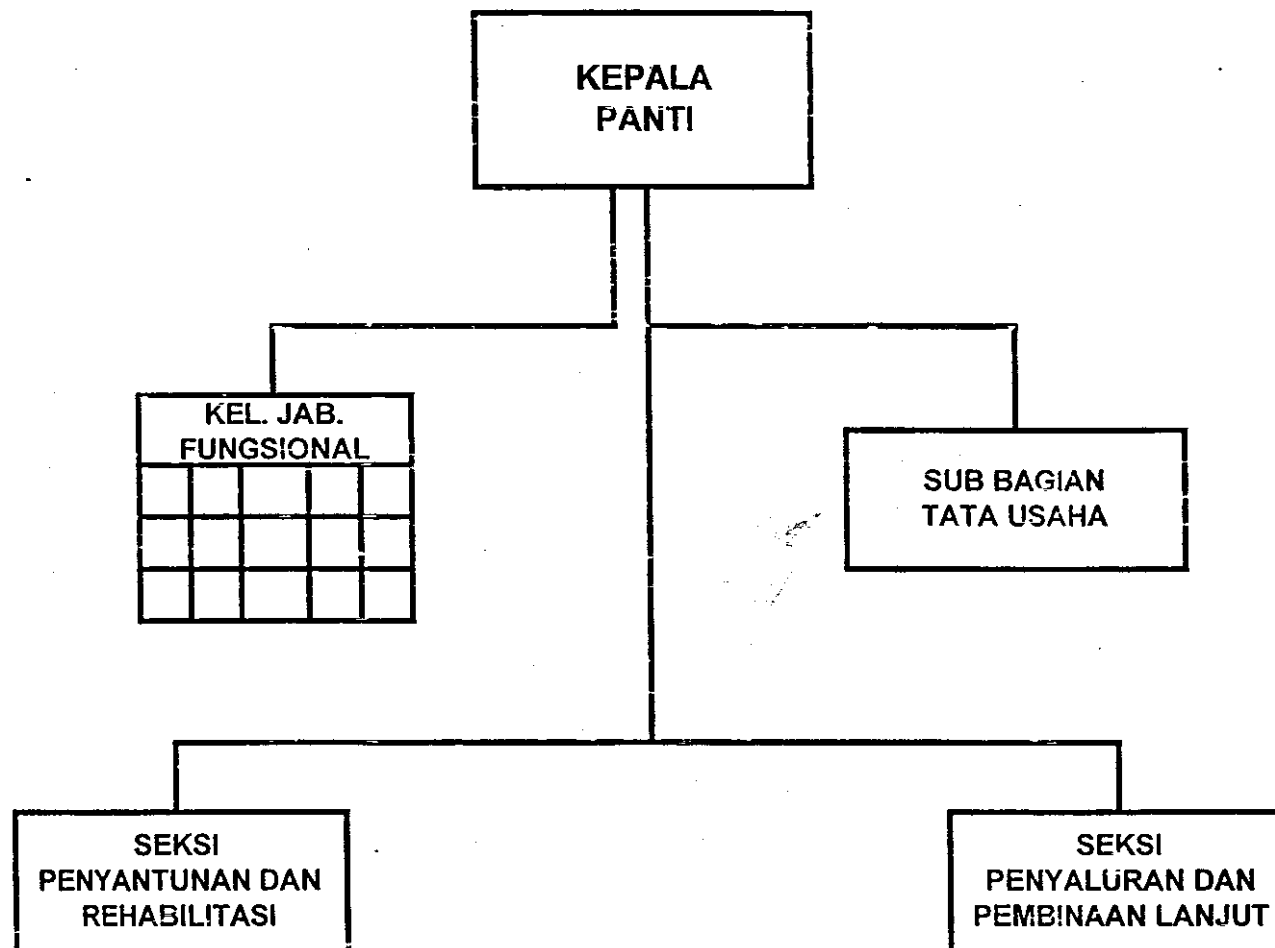 KEPALA
PANTI
KEL. JAB.
FUNGSIONAL
SUB BAGIAN
TATA USAHA
SEKSI
PENYANTUNAN DAN
REHABILITASI
SEKSI
PENYALURAN DAN
PEMBINAAN LANJUT